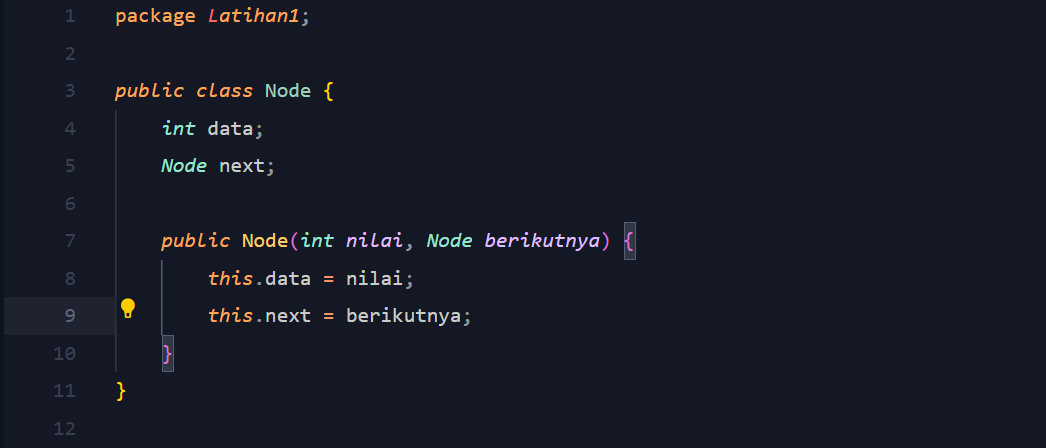 1 package Latihan1;
2
3 public class Node {
4     int data;
5     Node next;
6
7     public Node(int nilai, Node berikutnya) {
8         this.data = nilai;
9         this.next = berikutnya;
10     }
11 }
12